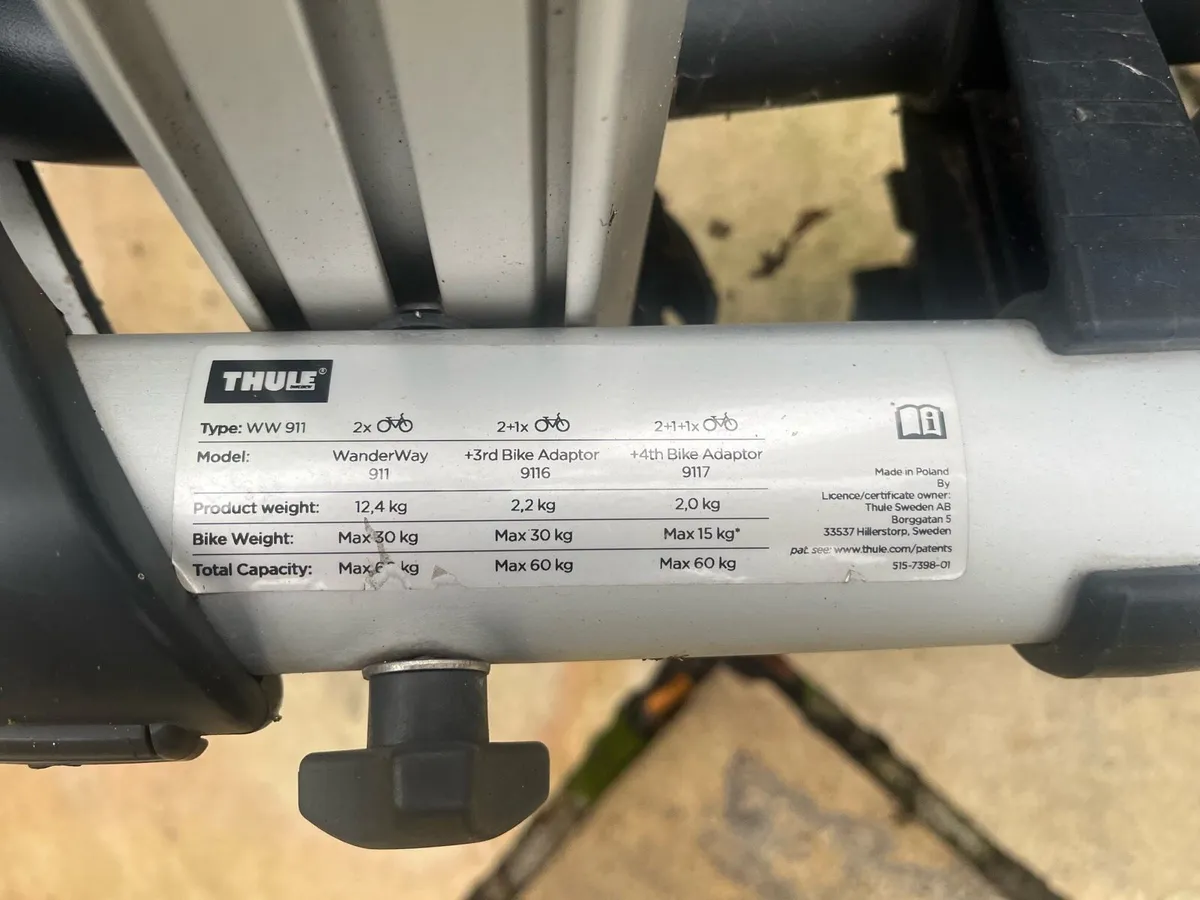 THULE®
SWEDEN
Type: WW 911 2x 2+1x 2+1+1x
Model: WanderWay +3rd Bike Adaptor +4th Bike Adaptor
911 9116 9117
Product weight: 12,4 kg 2,2 kg 2,0 kg
Bike Weight: Max 30 kg Max 30 kg Max 15 kg*
Total Capacity: Max kg Max 60 kg Max 60 kg
Made in Poland
By
Licence/certificate owner:
Thule Sweden AB
Borggatan 5
33537 Hillerstorp, Sweden
pat. see: www.thule.com/patents
515-7398-01